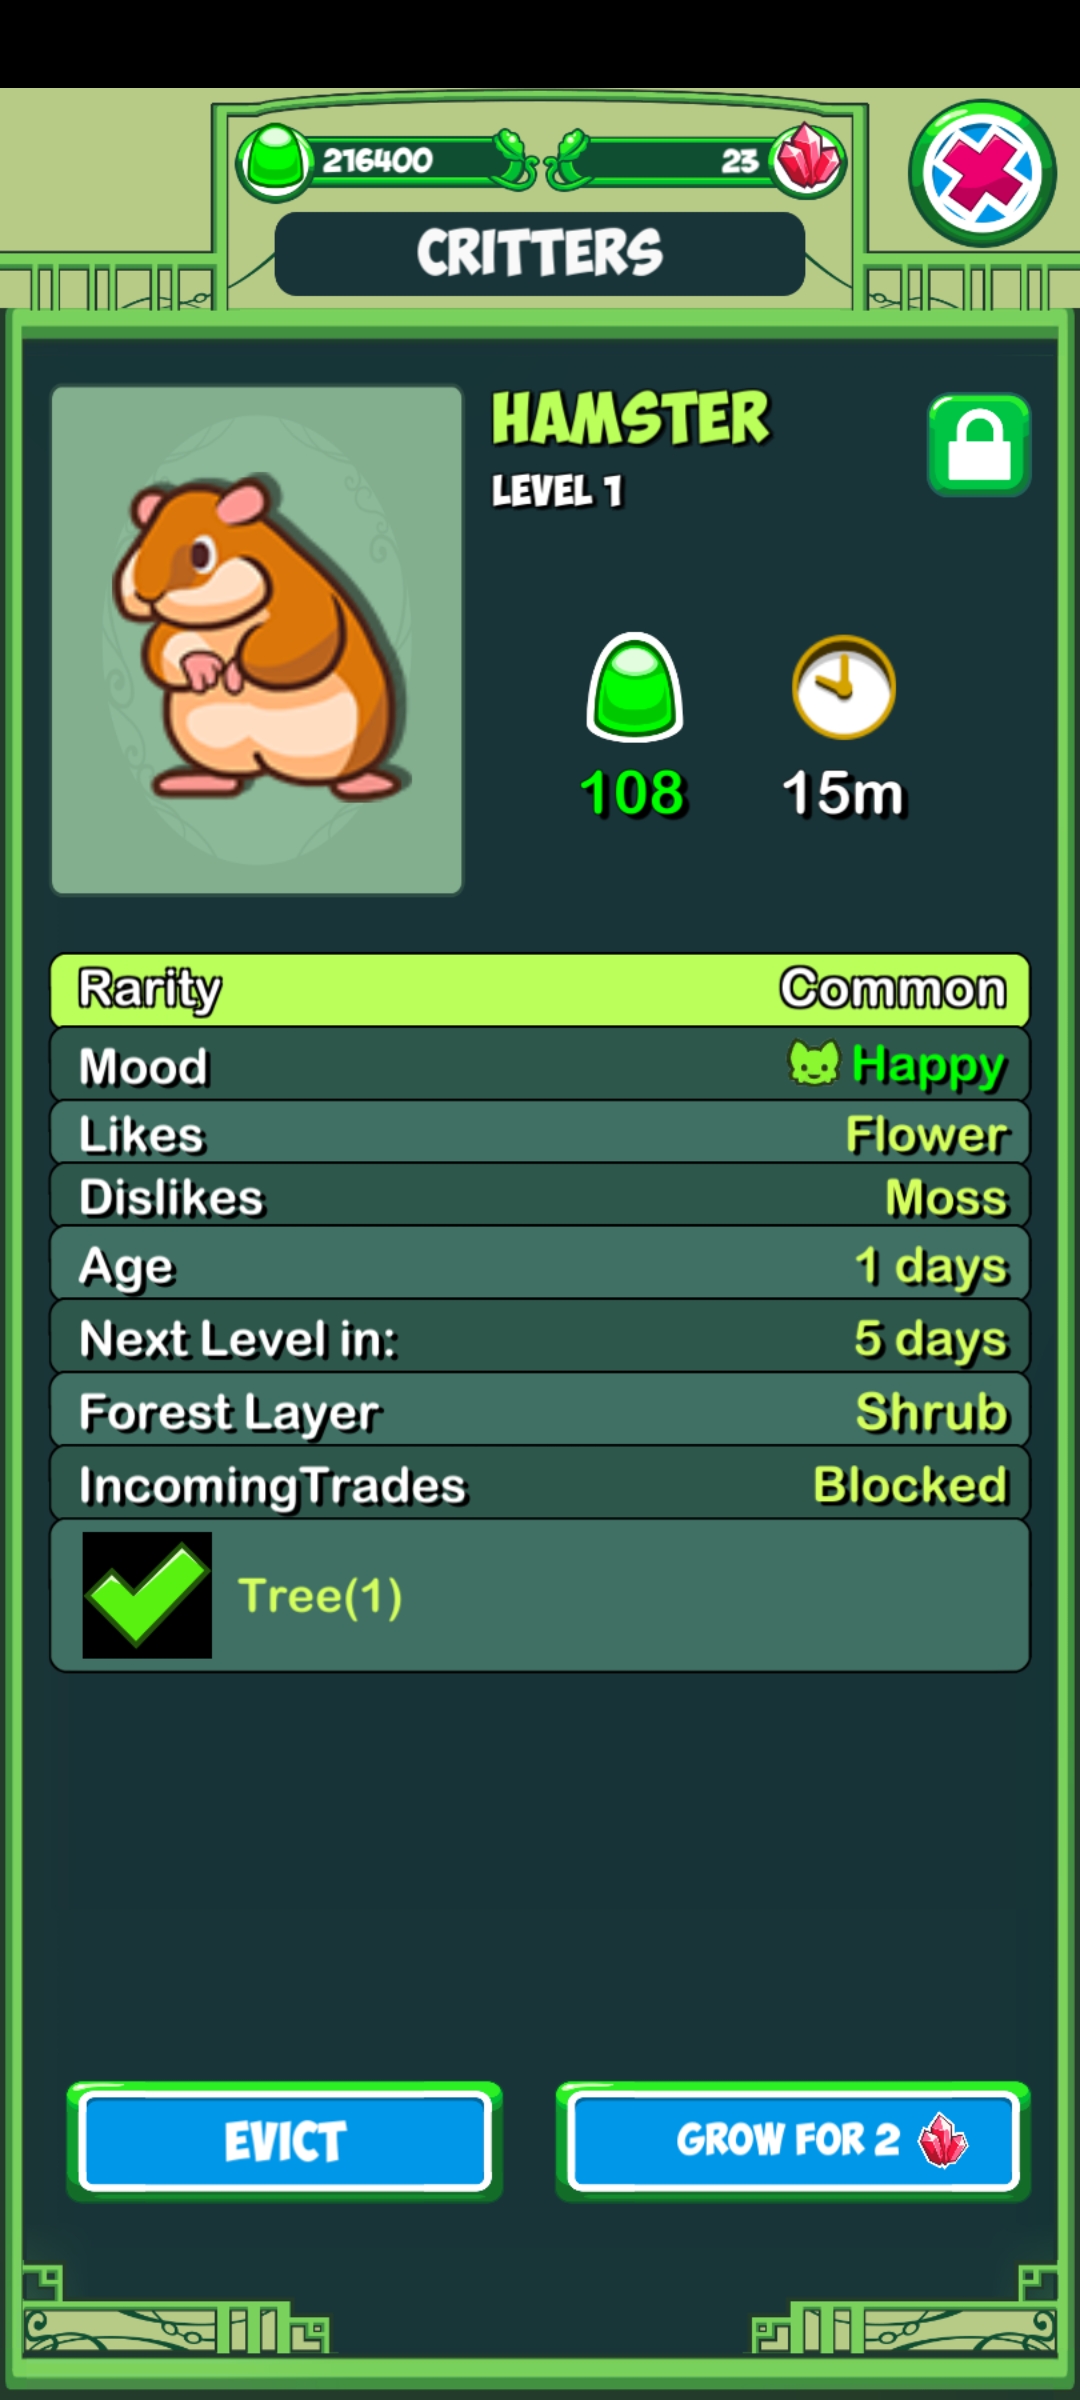 216400
23
CRITTERS
HAMSTER
LEVEL 1
108
15m
Rarity Common
Mood Happy
Likes Flower
Dislikes Moss
Age 1 days
Next Level in: 5 days
Forest Layer Shrub
IncomingTrades Blocked
Tree(1)
EVICT
GROW FOR 2